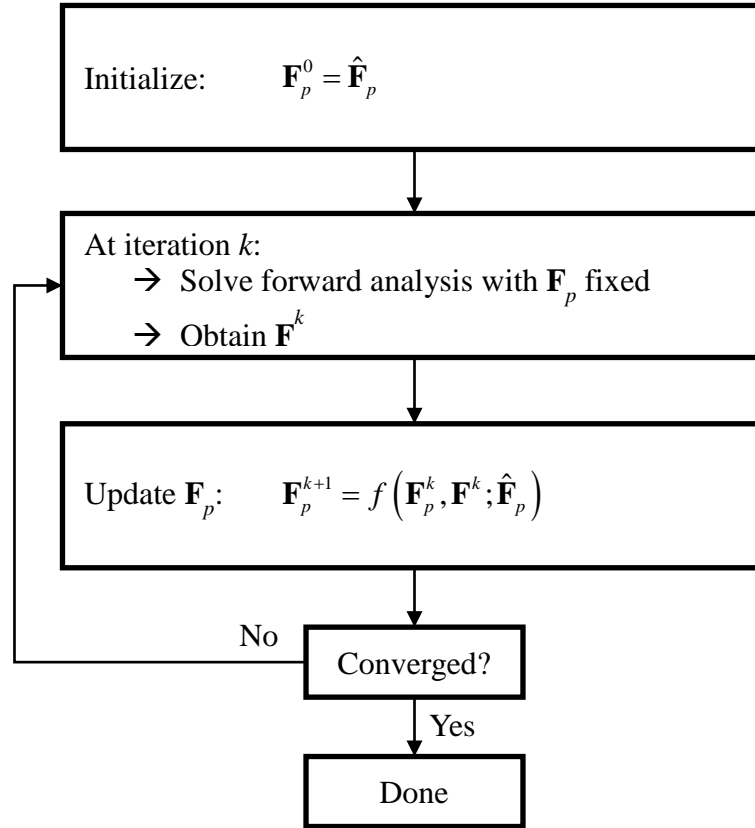 Initialize: 𝐅_p^0 = 𝐅̂_p
At iteration k:
→ Solve forward analysis with 𝐅_p fixed
→ Obtain 𝐅^k
Update 𝐅_p: 𝐅_p^{k+1} = f(𝐅_p^k, 𝐅^k; 𝐅̂_p)
No
Converged?
Yes
Done